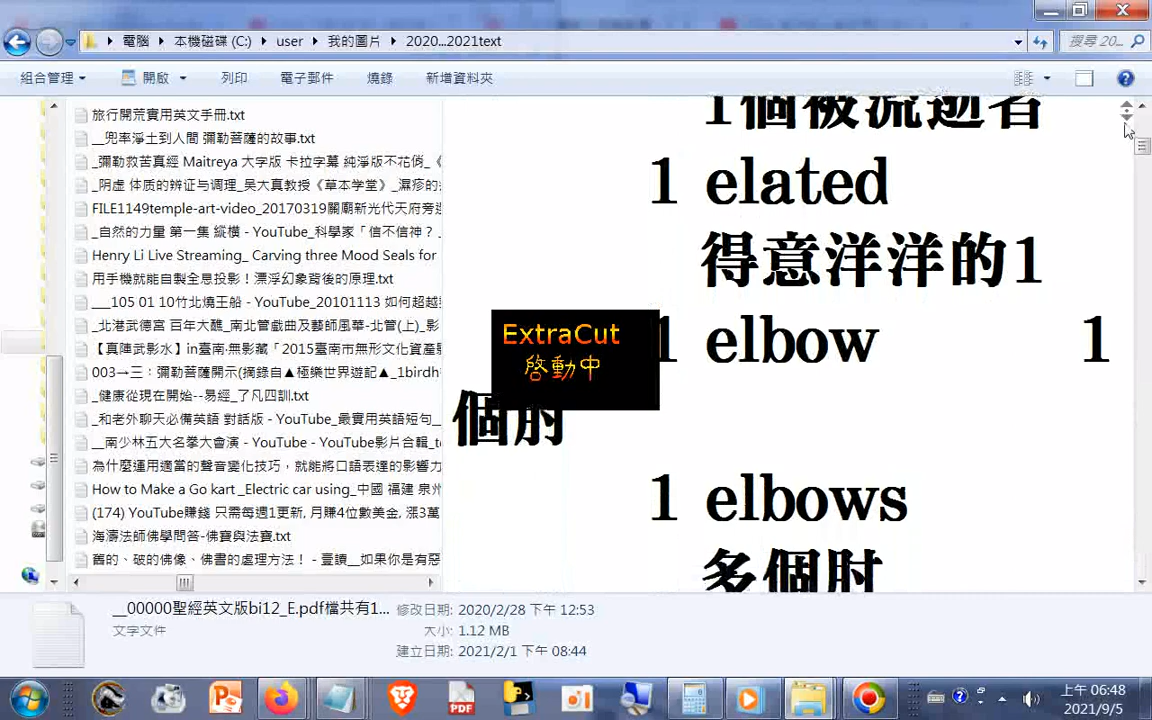 電腦 ▸ 本機磁碟 (C:) ▸ user ▸ 我的圖片 ▸ 2020...2021text
搜尋 20...
組合管理 開啟 列印 電子郵件 燒錄 新增資料夾
旅行開荒實用英文手冊.txt
__兜率淨土到人間 彌勒菩薩的故事.txt
_彌勒救苦真經 Maitreya 大字版 卡拉字幕 純淨版不花俏_《
_阴虚 体质的辨证与调理_吴大真教授《草本学堂》_濕疹的
FILE1149temple-art-video_20170319關廟新光代天府旁
_自然的力量 第一集 縱橫 - YouTube_科學家「信不信神？
Henry Li Live Streaming_ Carving three Mood Seals for
用手機就能自製全息投影！漂浮幻象背後的原理.txt
___105 01 10竹北燒王船 - YouTube_20101113 如何超越
_北港武德宮 百年大醮_南北管戲曲及藝師風華-北管(上)_影
【真陣武影水】in臺南·無影藏「2015臺南市無形文化資產
003→三：彌勒菩薩開示(摘錄自▲極樂世界遊記▲_1birdh
_健康從現在開始--易經_了凡四訓.txt
_和老外聊天必備英語 對話版 - YouTube_最實用英語短句_
__南少林五大名拳大會演 - YouTube - YouTube影片合輯_t
為什麼運用適當的聲音變化技巧，就能將口語表達的影響力
How to Make a Go kart _Electric car using_中國 福建 泉州
(174) YouTube賺錢 只需每週1更新, 月賺4位數美金, 漲3萬
海濤法師佛學問答-佛寶與法寶.txt
舊的、破的佛像、佛書的處理方法！ - 壹讀__如果你是有惡
1個被流逝者
1 elated
得意洋洋的1
1 elbow 1
個肘
1 elbows
多個肘
ExtraCut
啓動中
__00000聖經英文版bi12_E.pdf檔共有1... 修改日期: 2020/2/28 下午 12:53
文字文件 大小: 1.12 MB
建立日期: 2021/2/1 下午 08:44
上午 06:48
2021/9/5